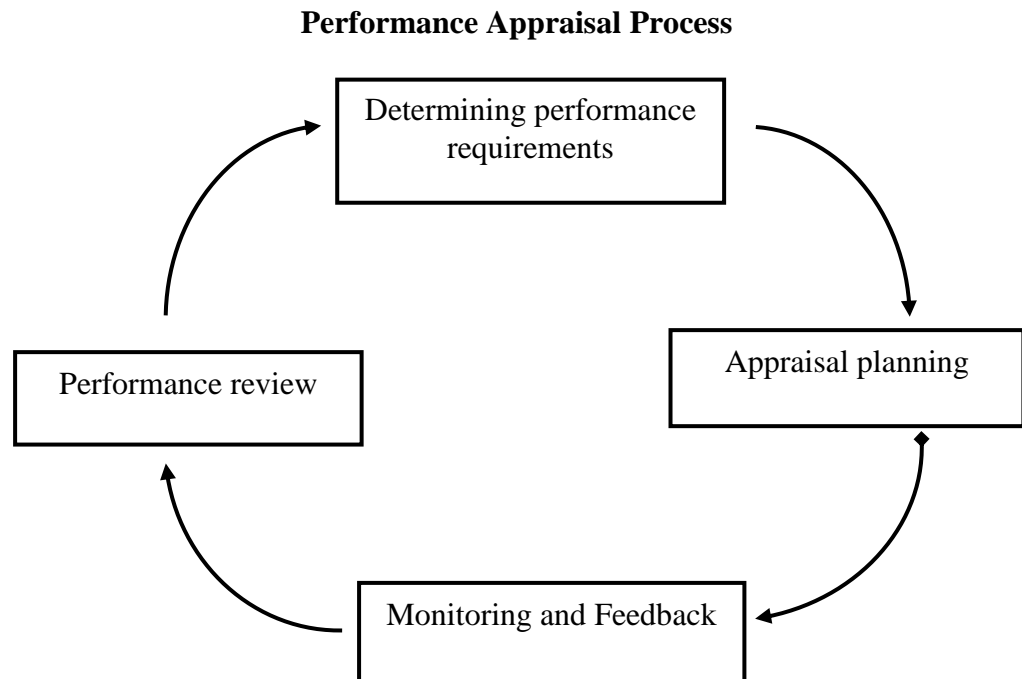 Performance Appraisal Process
Determining performance
requirements
Appraisal planning
Performance review
Monitoring and Feedback